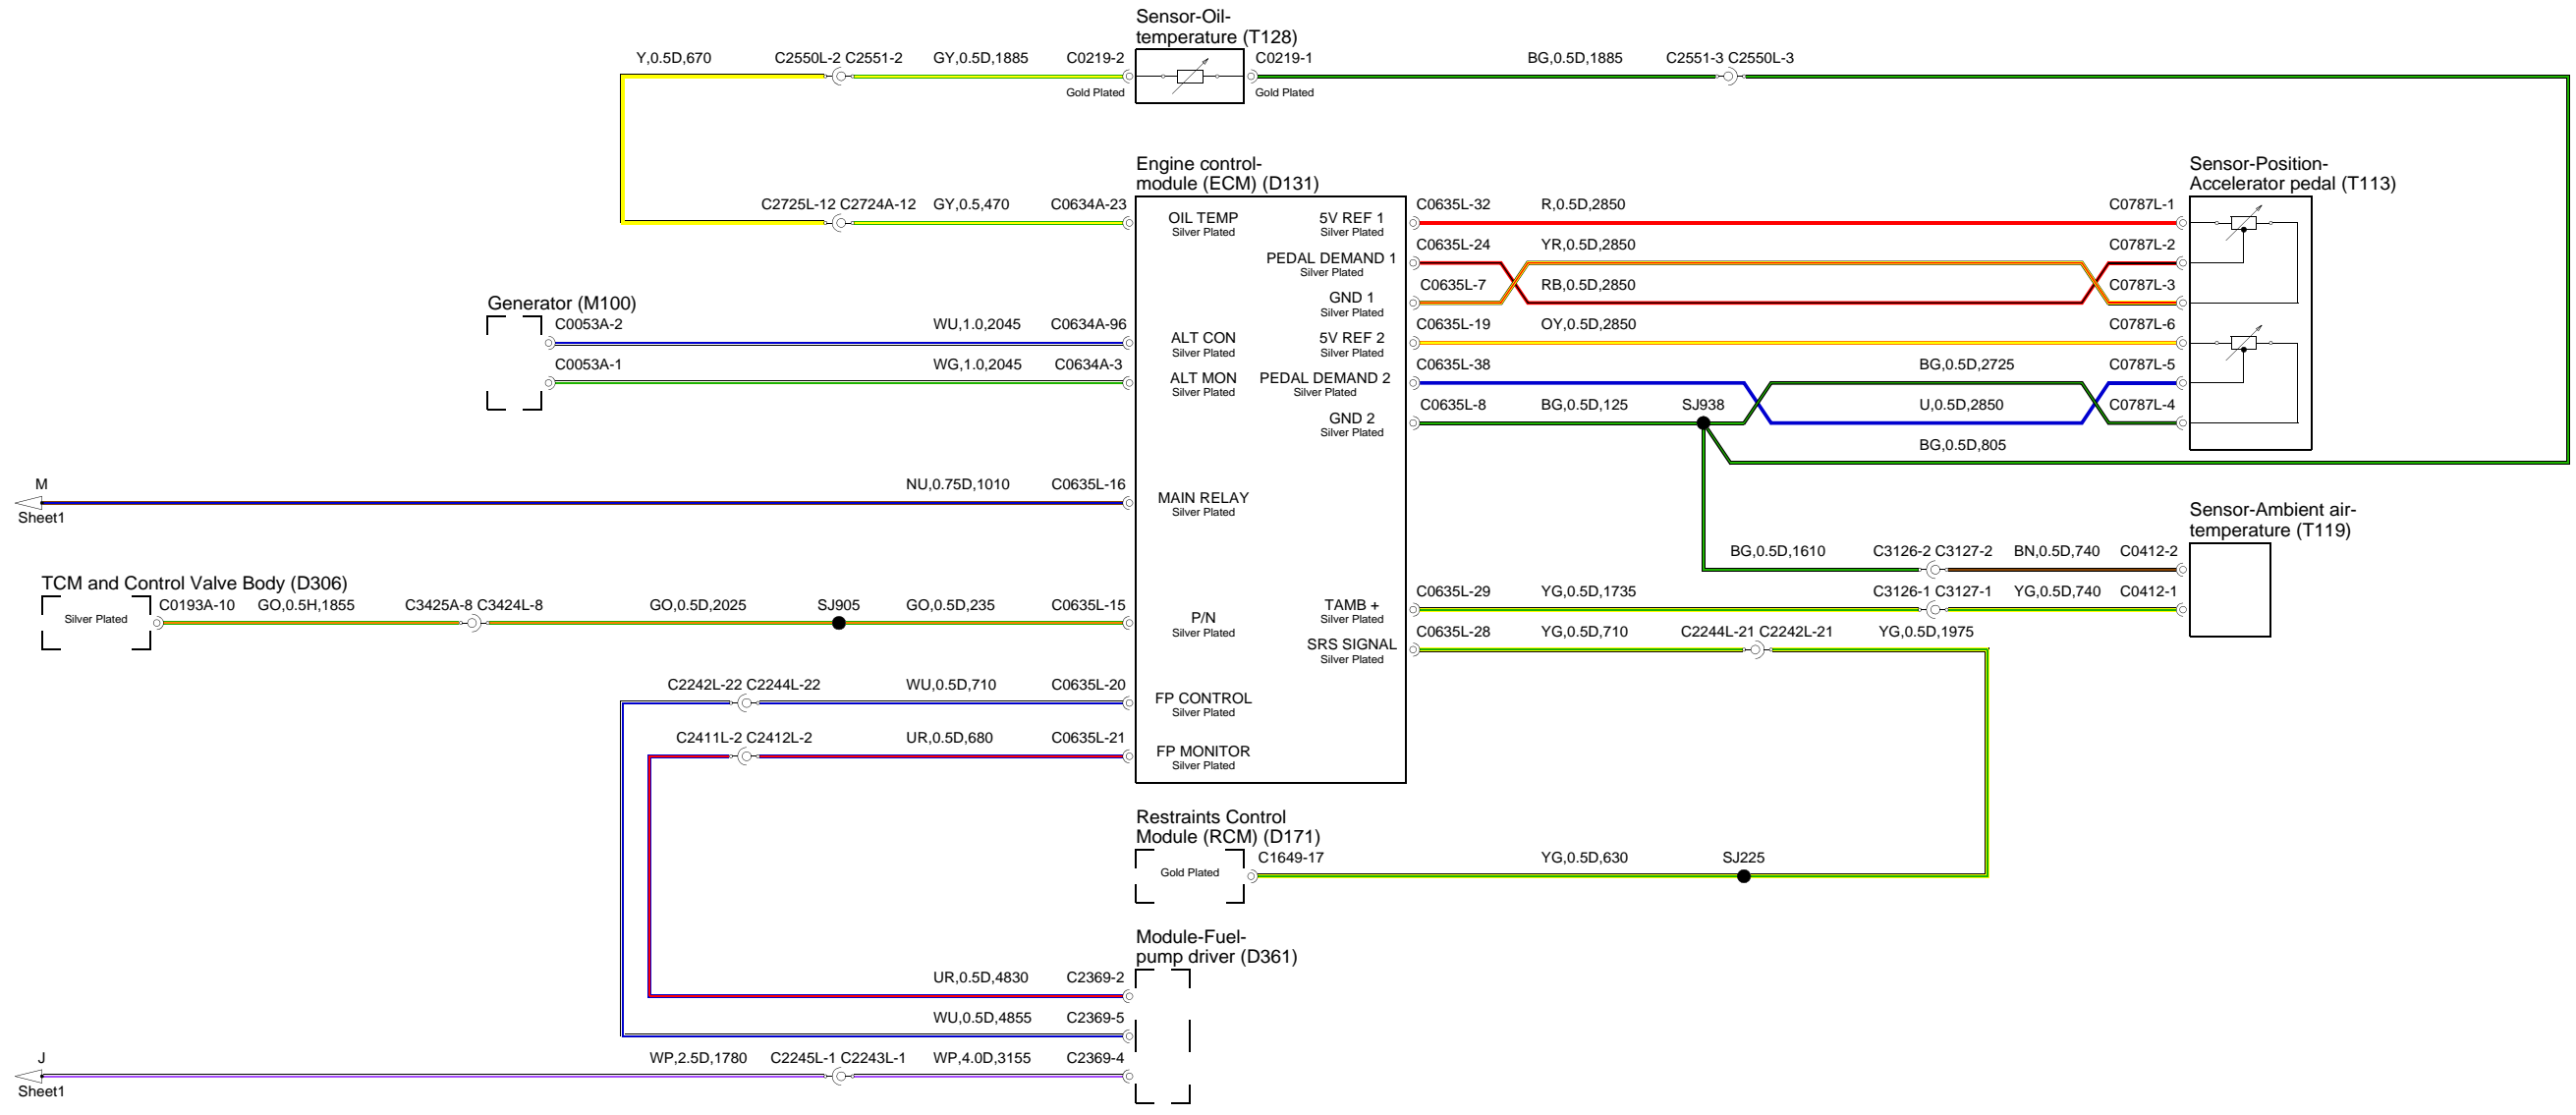 Sensor-Oil-
temperature (T128)
Y,0.5D,670
C2550L-2 C2551-2
GY,0.5D,1885
C0219-2
C0219-1
BG,0.5D,1885
C2551-3 C2550L-3
Gold Plated
Gold Plated
Engine control-
module (ECM) (D131)
Sensor-Position-
Accelerator pedal (T113)
C2725L-12 C2724A-12
GY,0.5,470
C0634A-23
OIL TEMP
Silver Plated
5V REF 1
Silver Plated
C0635L-32
R,0.5D,2850
C0787L-1
PEDAL DEMAND 1
Silver Plated
C0635L-24
YR,0.5D,2850
C0787L-2
GND 1
Silver Plated
C0635L-7
RB,0.5D,2850
C0787L-3
Generator (M100)
C0053A-2
WU,1.0,2045
C0634A-96
ALT CON
Silver Plated
5V REF 2
Silver Plated
C0635L-19
OY,0.5D,2850
C0787L-6
C0053A-1
WG,1.0,2045
C0634A-3
ALT MON
Silver Plated
PEDAL DEMAND 2
Silver Plated
C0635L-38
BG,0.5D,2725
C0787L-5
GND 2
Silver Plated
C0635L-8
BG,0.5D,125
SJ938
U,0.5D,2850
C0787L-4
BG,0.5D,805
M
Sheet1
NU,0.75D,1010
C0635L-16
MAIN RELAY
Silver Plated
Sensor-Ambient air-
temperature (T119)
BG,0.5D,1610
C3126-2 C3127-2
BN,0.5D,740
C0412-2
TCM and Control Valve Body (D306)
Silver Plated
C0193A-10
GO,0.5H,1855
C3425A-8 C3424L-8
GO,0.5D,2025
SJ905
GO,0.5D,235
C0635L-15
P/N
Silver Plated
TAMB +
Silver Plated
C0635L-29
YG,0.5D,1735
C3126-1 C3127-1
YG,0.5D,740
C0412-1
SRS SIGNAL
Silver Plated
C0635L-28
YG,0.5D,710
C2244L-21 C2242L-21
YG,0.5D,1975
C2242L-22 C2244L-22
WU,0.5D,710
C0635L-20
FP CONTROL
Silver Plated
C2411L-2 C2412L-2
UR,0.5D,680
C0635L-21
FP MONITOR
Silver Plated
Restraints Control
Module (RCM) (D171)
Gold Plated
C1649-17
YG,0.5D,630
SJ225
Module-Fuel-
pump driver (D361)
UR,0.5D,4830
C2369-2
WU,0.5D,4855
C2369-5
J
Sheet1
WP,2.5D,1780
C2245L-1 C2243L-1
WP,4.0D,3155
C2369-4